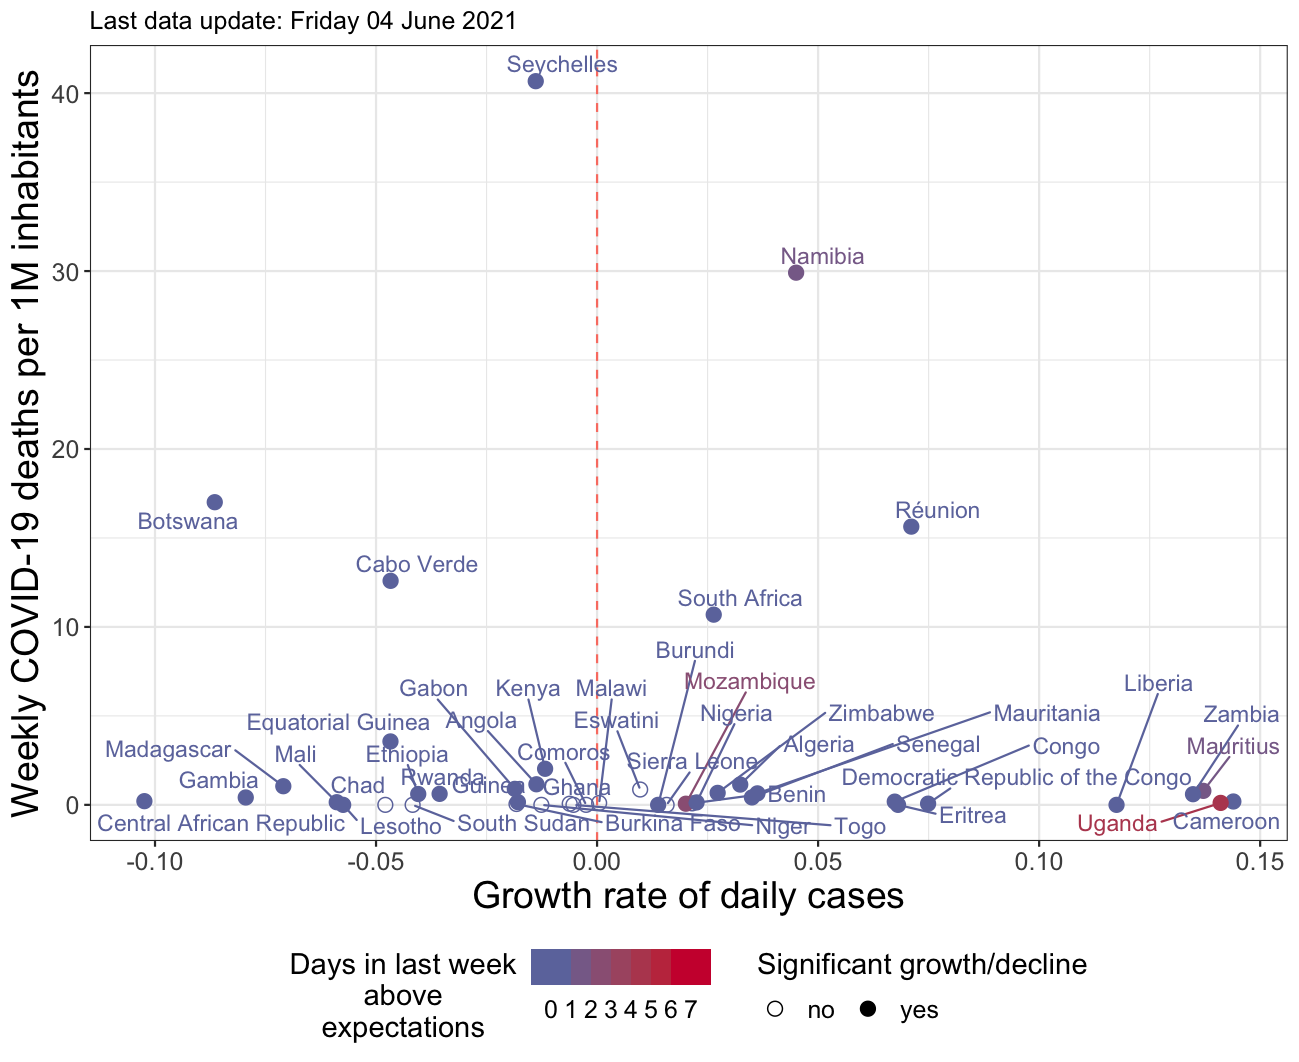 Last data update: Friday 04 June 2021
Weekly COVID-19 deaths per 1M inhabitants
40
30
20
10
0
Seychelles
Namibia
Botswana
Réunion
Cabo Verde
South Africa
Burundi
Gabon
Kenya
Malawi
Mozambique
Liberia
Equatorial Guinea
Angola
Eswatini
Nigeria
Zimbabwe
Mauritania
Zambia
Madagascar
Mali
Ethiopia
Comoros
Sierra Leone
Algeria
Senegal
Congo
Mauritius
Gambia
Chad
Rwanda
Guinea
Ghana
Benin
Democratic Republic of the Congo
Central African Republic
Lesotho
South Sudan
Burkina Faso
Niger
Togo
Eritrea
Uganda
Cameroon
-0.10
-0.05
0.00
0.05
0.10
0.15
Growth rate of daily cases
Days in last week
above
expectations
0 1 2 3 4 5 6 7
Significant growth/decline
no
yes